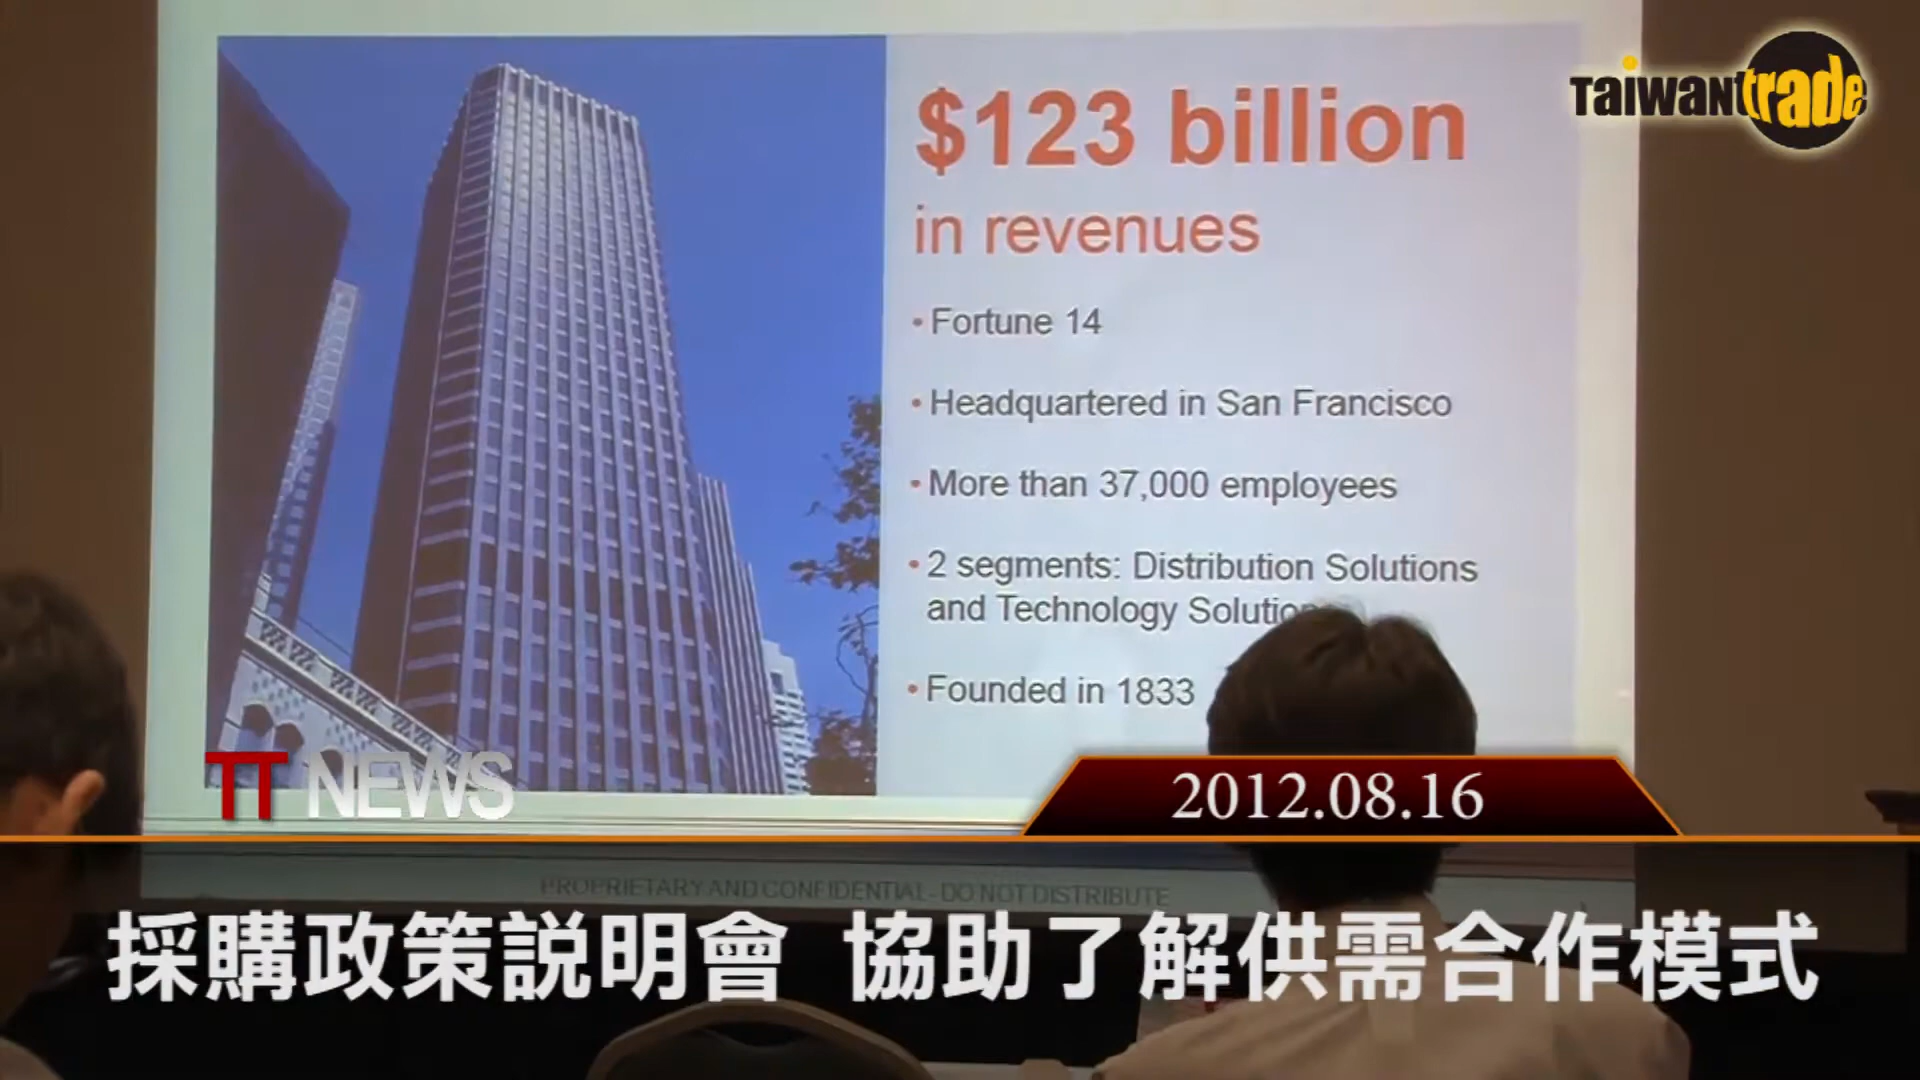 Taiwantrade
$123 billion
in revenues
• Fortune 14
• Headquartered in San Francisco
• More than 37,000 employees
• 2 segments: Distribution Solutions
and Technology
• Founded in 1833
TT NEWS
2012.08.16
PROPRIETARY AND CONFIDENTIAL - DO NOT DISTRIBUTE
採購政策説明會 協助了解供需合作模式